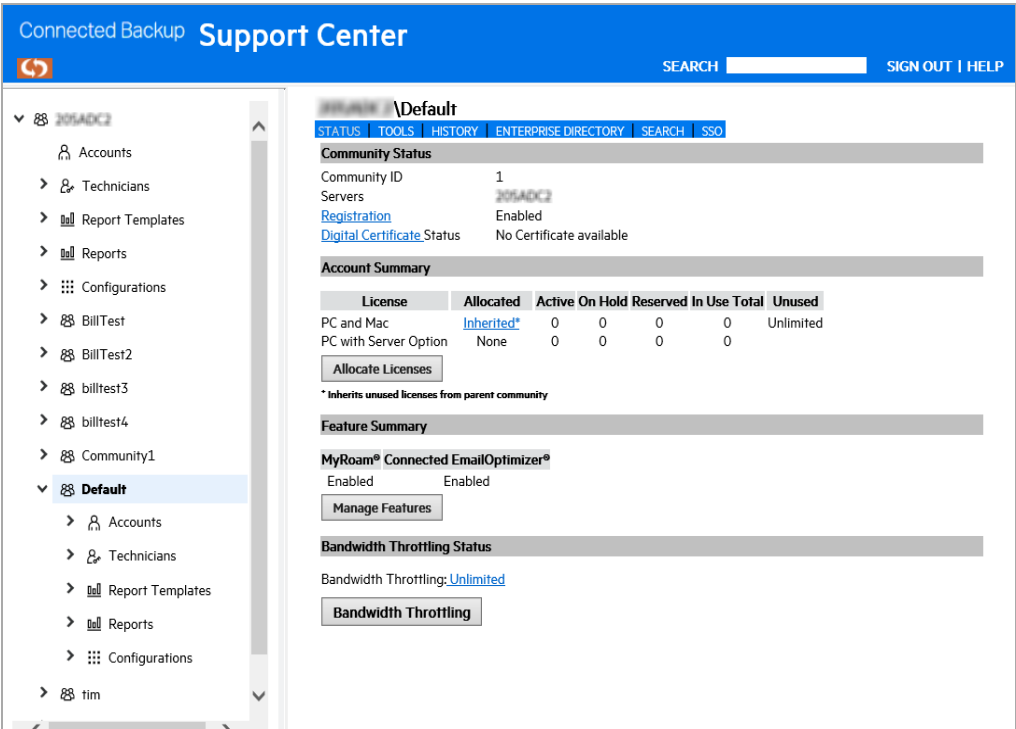 Connected Backup Support Center
SEARCH SIGN OUT | HELP
205ADC2
Accounts
Technicians
Report Templates
Reports
Configurations
BillTest
BillTest2
billtest3
billtest4
Community1
Default
Accounts
Technicians
Report Templates
Reports
Configurations
tim
\Default
STATUS | TOOLS | HISTORY | ENTERPRISE DIRECTORY | SEARCH | SSO
Community Status
Community ID 1
Servers 205ADC2
Registration Enabled
Digital Certificate Status No Certificate available
Account Summary
License Allocated Active On Hold Reserved In Use Total Unused
PC and Mac Inherited* 0 0 0 0 Unlimited
PC with Server Option None 0 0 0 0
Allocate Licenses
* Inherits unused licenses from parent community
Feature Summary
MyRoam® Connected EmailOptimizer®
Enabled Enabled
Manage Features
Bandwidth Throttling Status
Bandwidth Throttling: Unlimited
Bandwidth Throttling